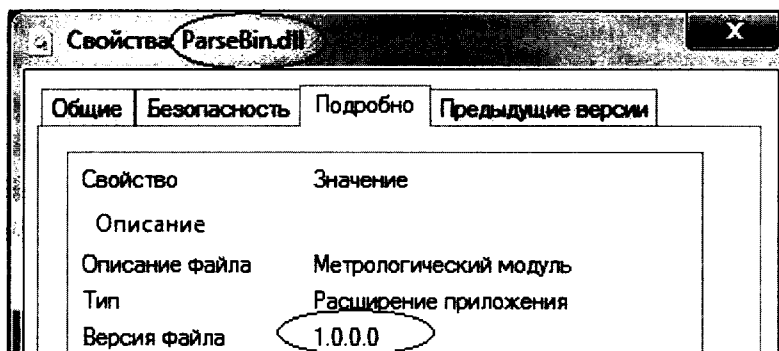 Свойства: ParseBin.dll
X
Общие Безопасность Подробно Предыдущие версии
Свойство Значение
Описание
Описание файла Метрологический модуль
Тип Расширение приложения
Версия файла 1.0.0.0